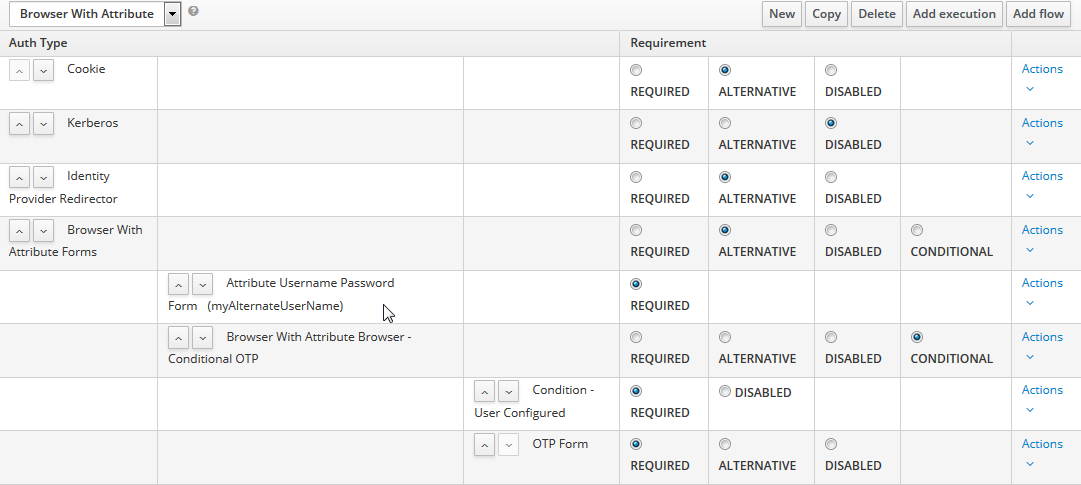 Browser With Attribute New Copy Delete Add execution Add flow
Auth Type Requirement
Cookie Actions
REQUIRED ALTERNATIVE DISABLED
Kerberos Actions
REQUIRED ALTERNATIVE DISABLED
Identity Actions
Provider Redirector REQUIRED ALTERNATIVE DISABLED
Browser With Actions
Attribute Forms REQUIRED ALTERNATIVE DISABLED CONDITIONAL
Attribute Username Password Actions
Form (myAlternateUserName) REQUIRED
Browser With Attribute Browser - Actions
Conditional OTP REQUIRED ALTERNATIVE DISABLED CONDITIONAL
Condition - DISABLED Actions
User Configured REQUIRED
OTP Form Actions
REQUIRED ALTERNATIVE DISABLED